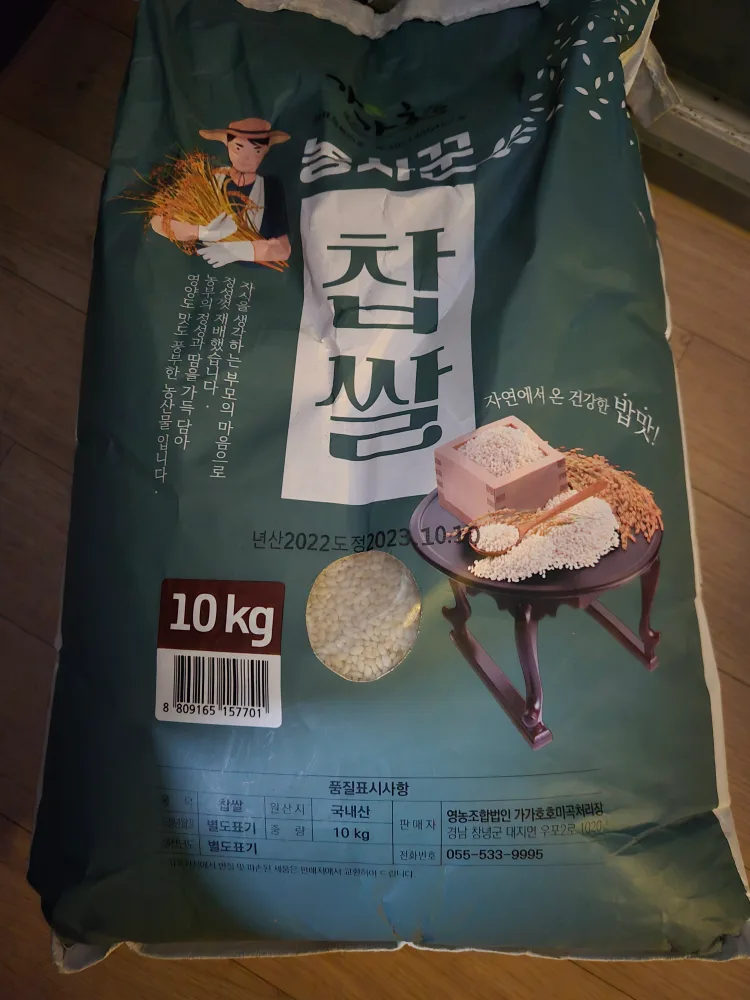 농사꾼
찹쌀
자식을 생각하는 부모의 마음으로
정성껏 재배했습니다.
농부의 정성과 땀을 가득 담아
영양도 맛도 풍부한 농산물입니다.
자연에서 온 건강한 밥맛!
년산2022도정2023.10.10
10 kg
8 809165 157701
품질표시사항
찹쌀 원산지 국내산 판매자 영농조합법인 가가호호미곡처리장
별도표기 중 량 10 kg 경남 창녕군 대지면 우포2로 1020
별도표기 전화번호 055-533-9995